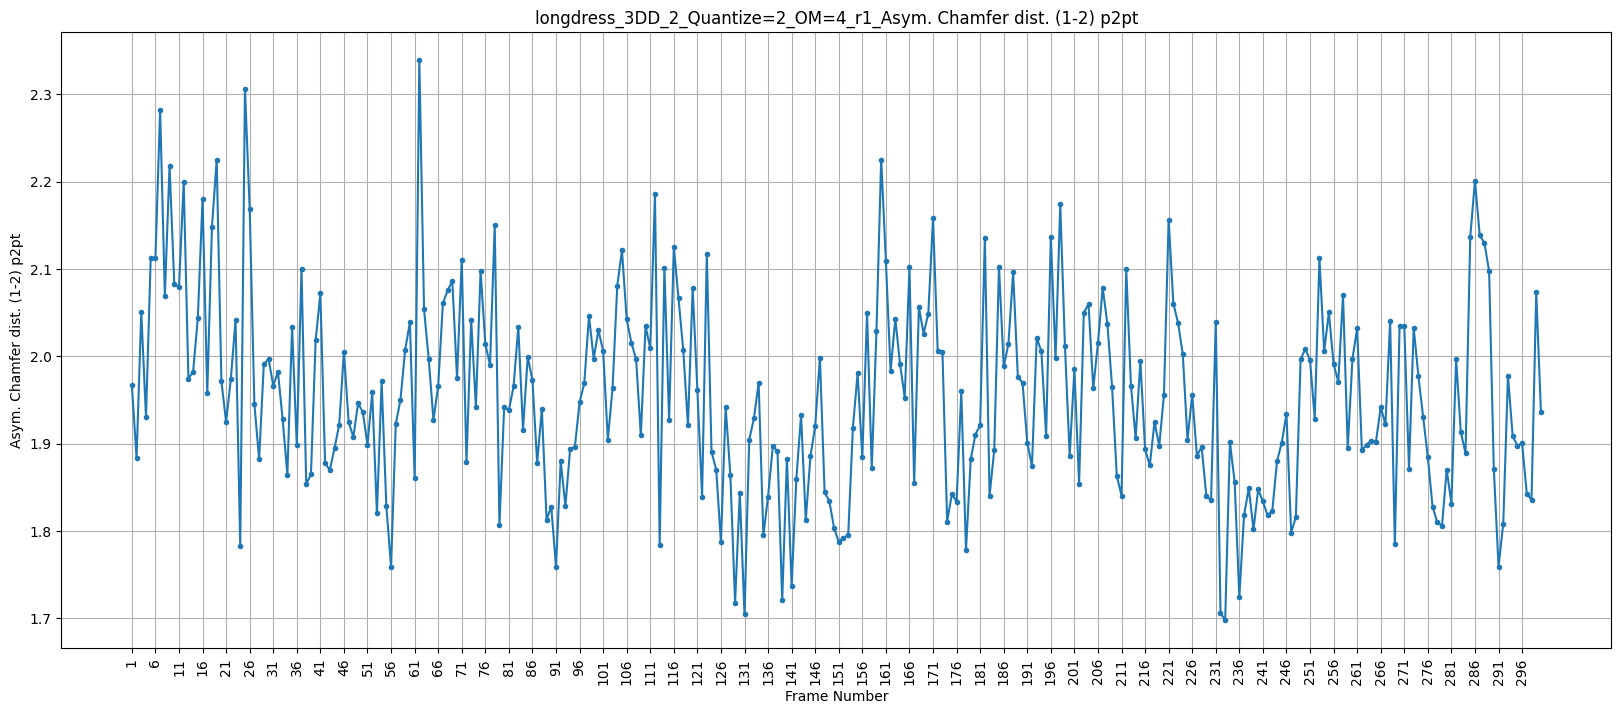 longdress_3DD_2_Quantize=2_OM=4_r1_Asym. Chamfer dist. (1-2) p2pt
Asym. Chamfer dist. (1-2) p2pt
2.3
2.2
2.1
2.0
1.9
1.8
1.7
1 6 11 16 21 26 31 36 41 46 51 56 61 66 71 76 81 86 91 96 101 106 111 116 121 126 131 136 141 146 151 156 161 166 171 176 181 186 191 196 201 206 211 216 221 226 231 236 241 246 251 256 261 266 271 276 281 286 291 296
Frame Number